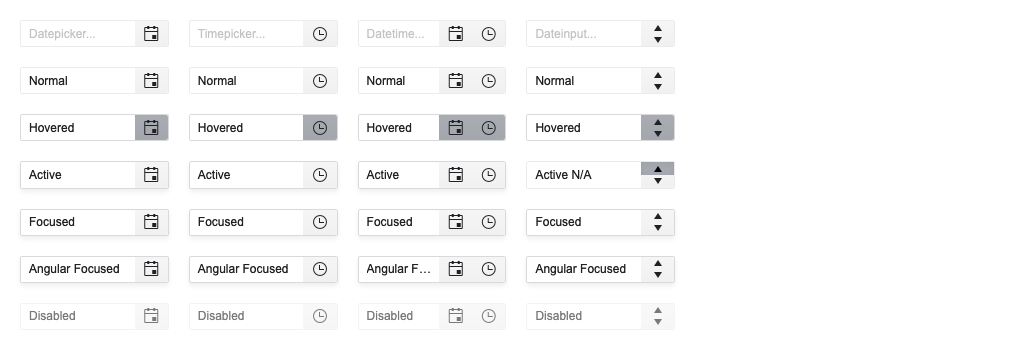 Datepicker... Timepicker... Datetime... Dateinput...
Normal Normal Normal Normal
Hovered Hovered Hovered Hovered
Active Active Active Active N/A
Focused Focused Focused Focused
Angular Focused Angular Focused Angular F... Angular Focused
Disabled Disabled Disabled Disabled